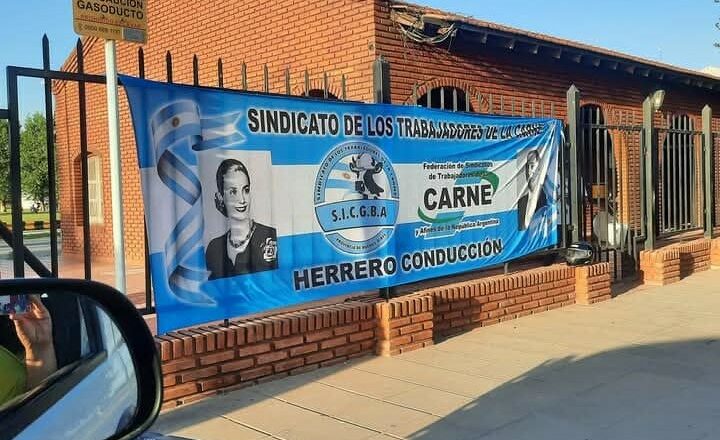 GASODUCTO
SINDICATO DE LOS TRABAJADORES DE LA CARNE
S.I.C.G.B.A
Federación de Sindicatos
de Trabajadores de la
CARNE
y Afines de la República Argentina
HERRERO CONDUCCIÓN